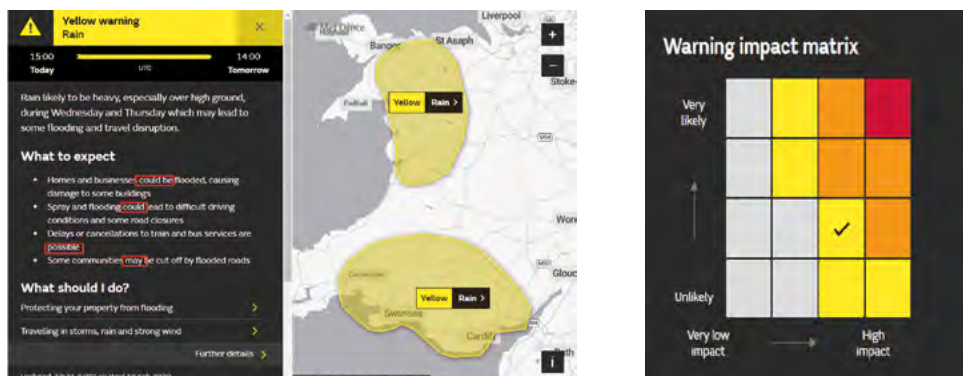 Yellow warning
Rain
×
15:00
14:00
Today
UTC
Tomorrow
Rain likely to be heavy, especially over high ground,
during Wednesday and Thursday which may lead to
some flooding and travel disruption.
What to expect
• Homes and businesses could be flooded, causing
damage to some buildings
• Spray and flooding could lead to difficult driving
conditions and some road closures
• Delays or cancellations to train and bus services are
possible
• Some communities may be cut off by flooded roads
What should I do?
Protecting your property from flooding
Travelling in storms, rain and strong wind
Further details
Met Office
Liverpool
Bangor
St Asaph
Stoke-
Pwllheli
Yellow Rain
M54
Wor
Glouc
Yellow Rain
Swansea
Cardiff
Bath
+
−
i
Warning impact matrix
Very
likely
Unlikely
Very low
impact
High
impact